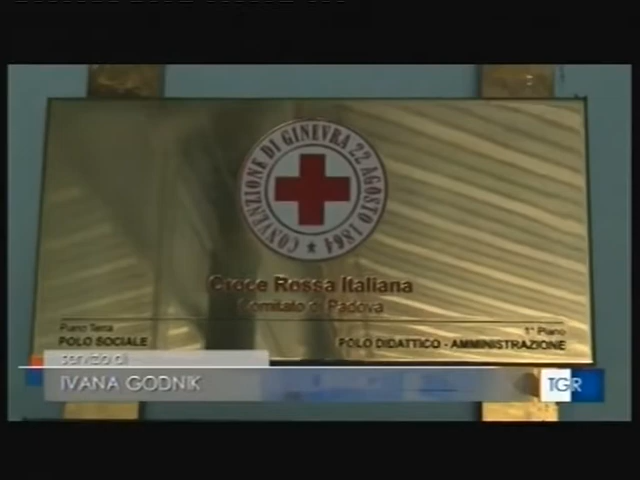 CONVENZIONE DI GINEVRA 22 AGOSTO 1864
Croce Rossa Italiana
Comitato di Padova
Piano Terra
POLO SOCIALE
1° Piano
POLO DIDATTICO - AMMINISTRAZIONE
servizio di
IVANA GODNIK
TGR